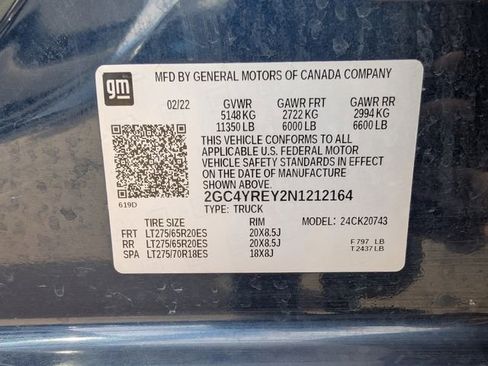 gm
MFD BY GENERAL MOTORS OF CANADA COMPANY
02/22 GVWR GAWR FRT GAWR RR
5148 KG 2722 KG 2994 KG
11350 LB 6000 LB 6600 LB
THIS VEHICLE CONFORMS TO ALL
APPLICABLE U.S. FEDERAL MOTOR
VEHICLE SAFETY STANDARDS IN EFFECT
ON THE DATE OF MANUFACTURE
SHOWN ABOVE.
619D
2GC4YREY2N1212164
TYPE: TRUCK MODEL: 24CK20743
TIRE SIZE RIM
FRT LT275/65R20ES 20X8.5J
RR LT275/65R20ES 20X8.5J
SPA LT275/70R18ES 18X8J
F.797 LB
T.2437 LB